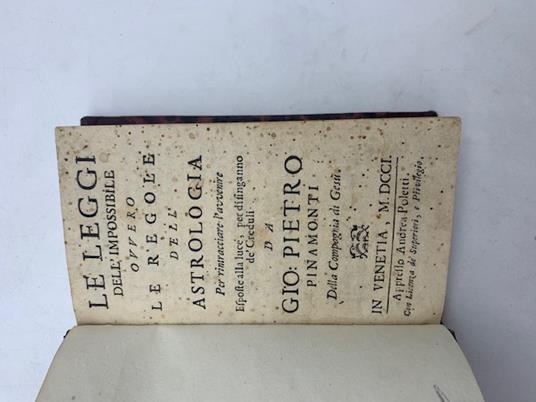 LE LEGGI
DELL'IMPOSSIBILE
OVVERO
LE REGOLE
DELL'
ASTROLOGIA
Per rintracciare l'avvenire
Eſpoſte alla luce, per diſinganno
de' Creduli
DA
GIO: PIETRO
PINAMONTI
Della Compagnia di Gesù.
IN VENETIA, M. DCCI.
Appreſſo Andrea Poletti.
Con Licenza de' Superiori, e Privilegio.